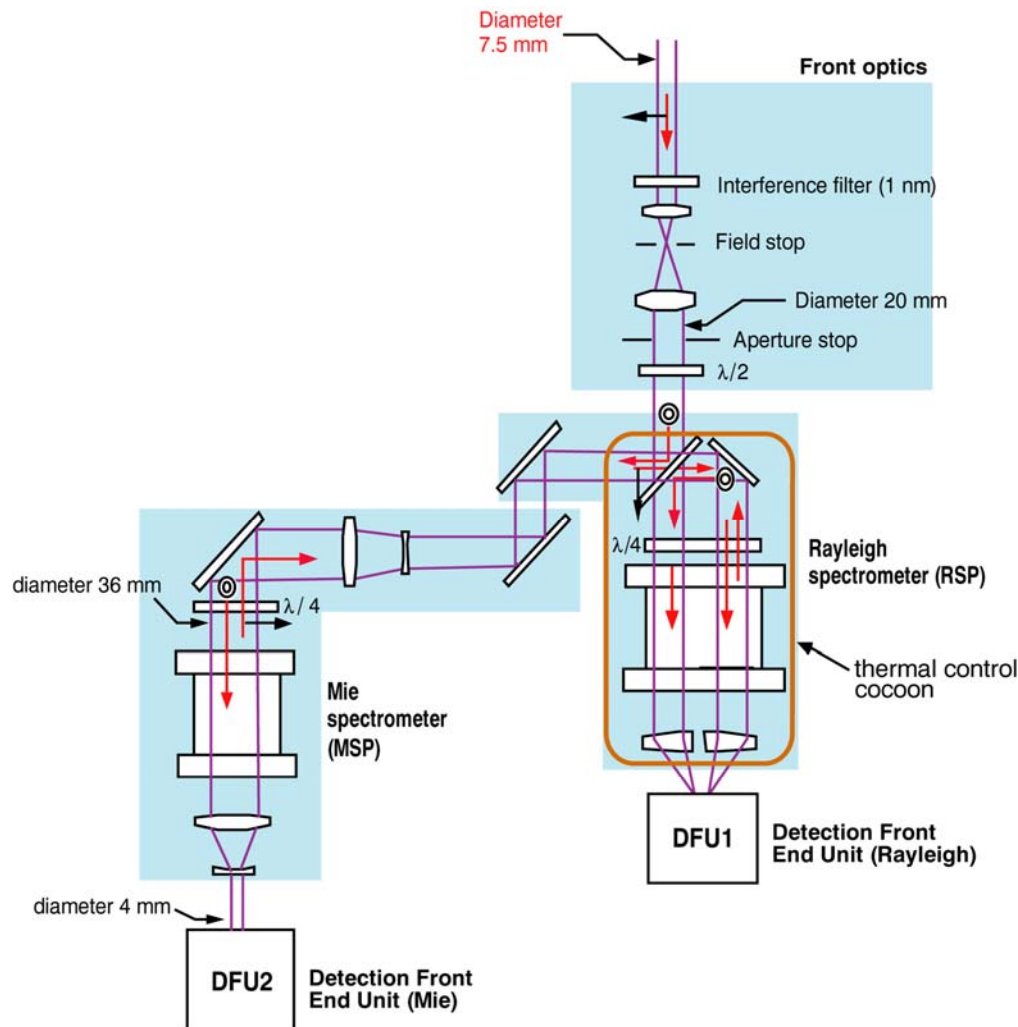 Diameter
7.5 mm
Front optics
Interference filter (1 nm)
Field stop
Diameter 20 mm
Aperture stop
λ/2
λ/4
Rayleigh
spectrometer (RSP)
diameter 36 mm
λ/ 4
thermal control
cocoon
Mie
spectrometer
(MSP)
DFU1
Detection Front
End Unit (Rayleigh)
diameter 4 mm
DFU2
Detection Front
End Unit (Mie)